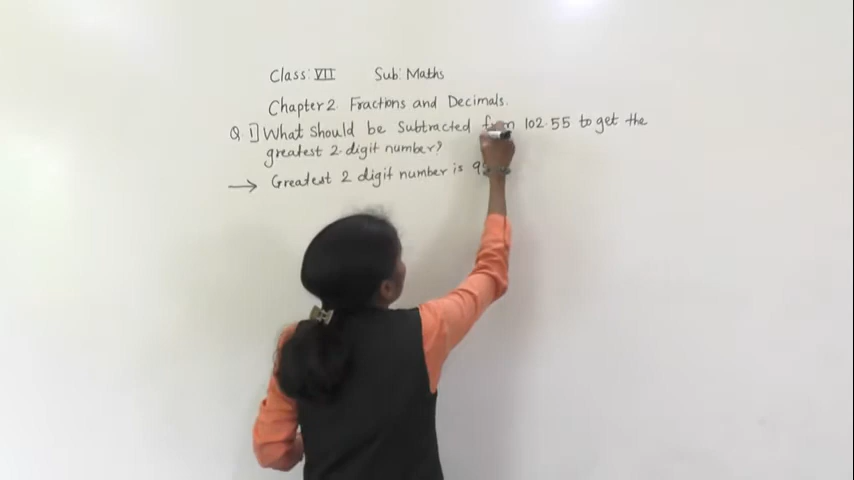 Class: VII Sub: Maths
Chapter 2. Fractions and Decimals.
Q 1] What should be Subtracted from 102.55 to get the
greatest 2-digit number?
→ Greatest 2 digit number is